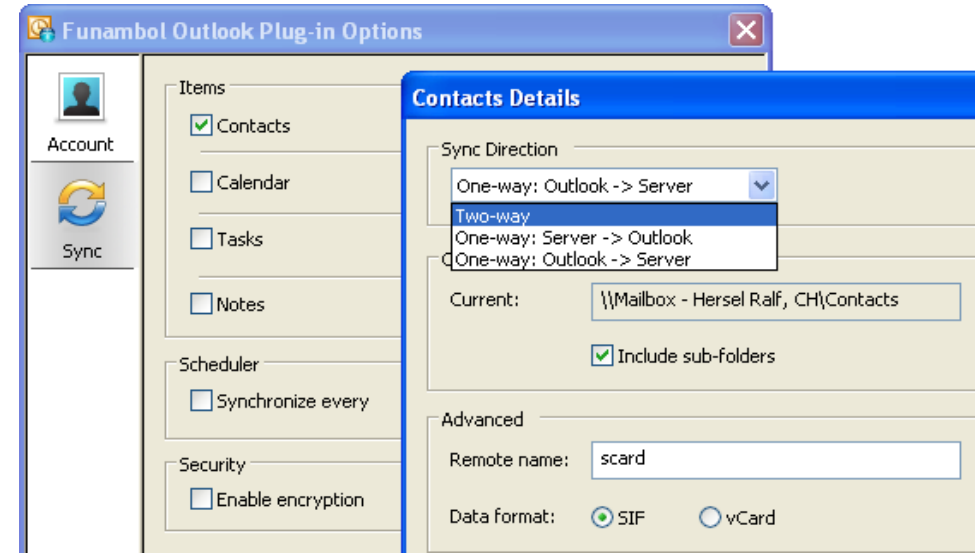 Funambol Outlook Plug-in Options
Account
Sync
Items
Contacts
Calendar
Tasks
Notes
Scheduler
Synchronize every
Security
Enable encryption
Contacts Details
Sync Direction
One-way: Outlook -> Server
Two-way
One-way: Server -> Outlook
One-way: Outlook -> Server
Current:
\\Mailbox - Hersel Ralf, CH\Contacts
Include sub-folders
Advanced
Remote name:
scard
Data format:
SIF
vCard